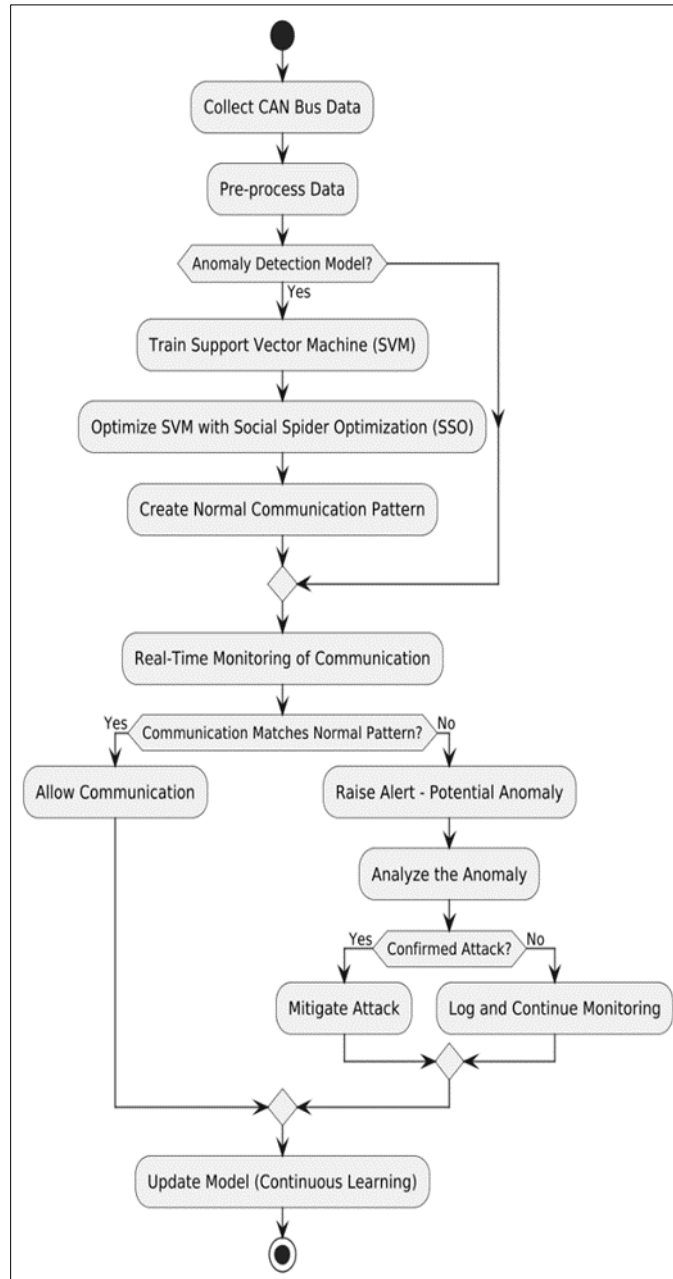 Collect CAN Bus Data
Pre-process Data
Anomaly Detection Model?
Yes
Train Support Vector Machine (SVM)
Optimize SVM with Social Spider Optimization (SSO)
Create Normal Communication Pattern
Real-Time Monitoring of Communication
Yes
Communication Matches Normal Pattern?
No
Allow Communication
Raise Alert - Potential Anomaly
Analyze the Anomaly
Yes
Confirmed Attack?
No
Mitigate Attack
Log and Continue Monitoring
Update Model (Continuous Learning)